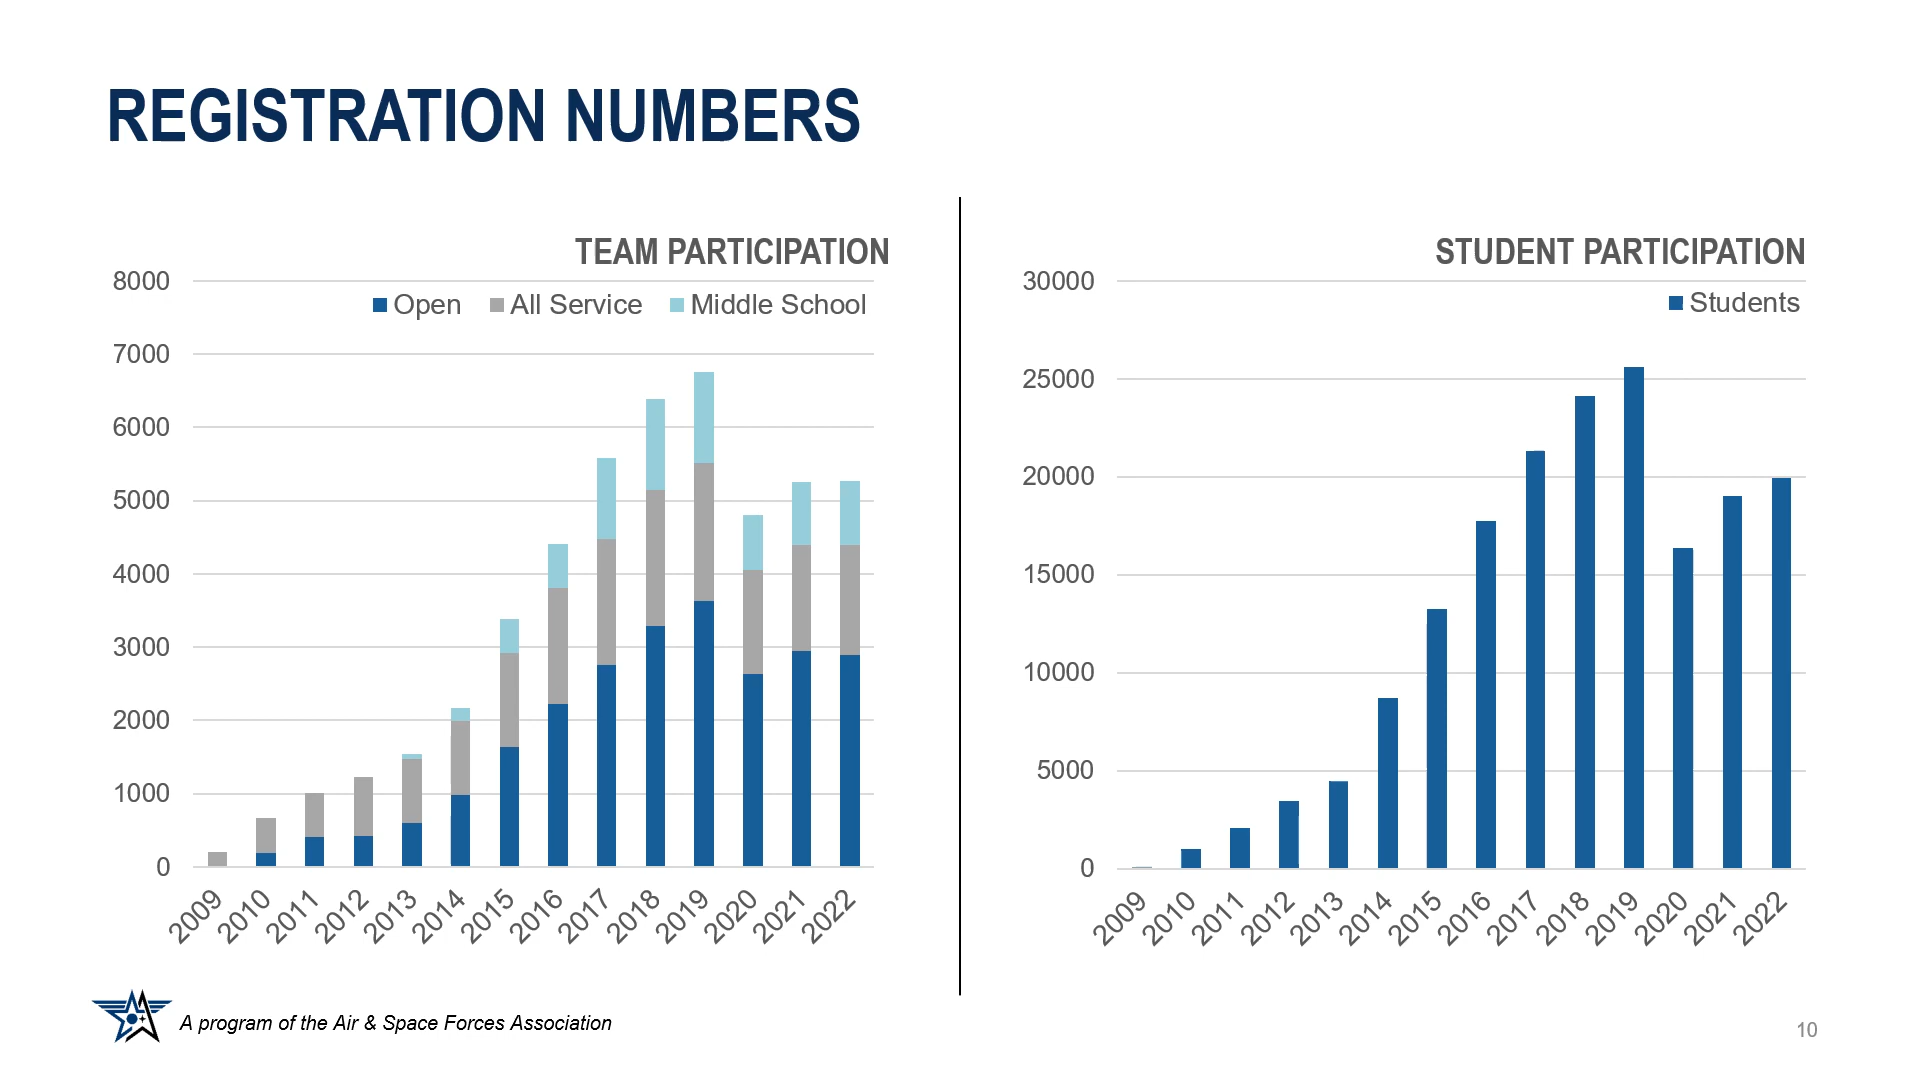 REGISTRATION NUMBERS
TEAM PARTICIPATION
8000
Open All Service Middle School
7000
6000
5000
4000
3000
2000
1000
0
2009 2010 2011 2012 2013 2014 2015 2016 2017 2018 2019 2020 2021 2022
STUDENT PARTICIPATION
30000
Students
25000
20000
15000
10000
5000
0
2009 2010 2011 2012 2013 2014 2015 2016 2017 2018 2019 2020 2021 2022
A program of the Air & Space Forces Association
10